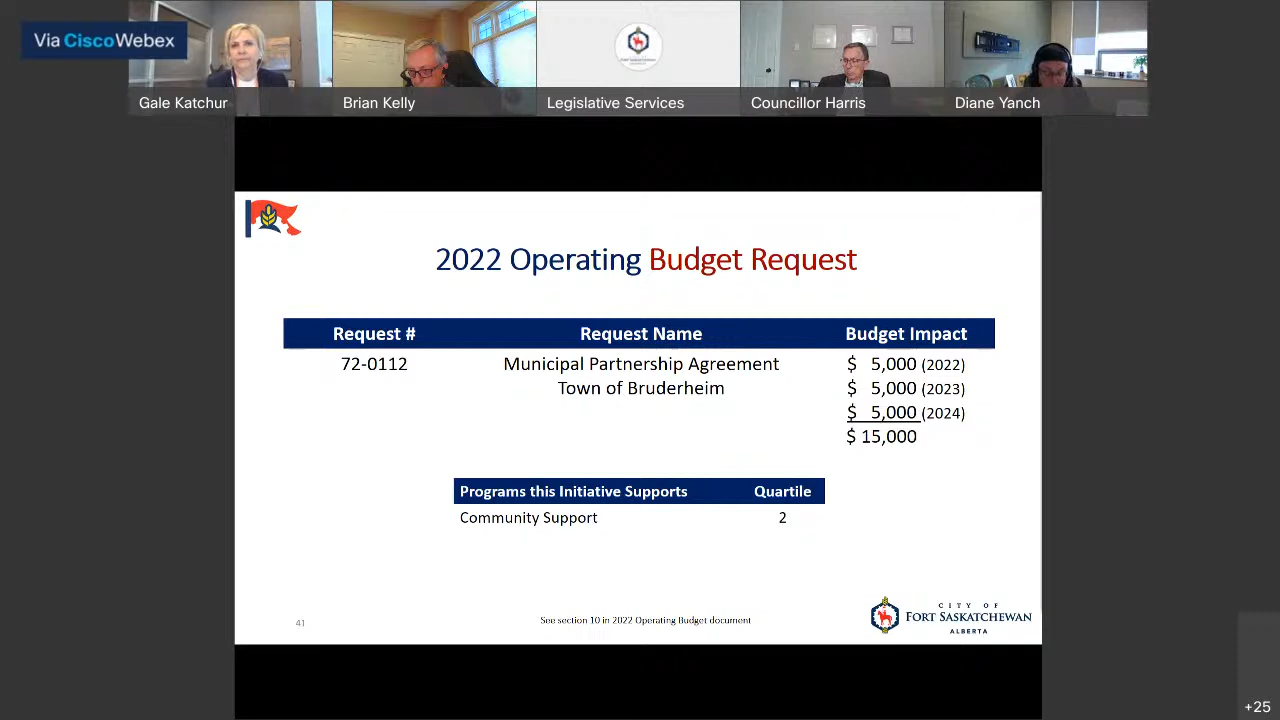 Via Cisco Webex
Gale Katchur
Brian Kelly
Legislative Services
Councillor Harris
Diane Yanch
2022 Operating Budget Request
Request # Request Name Budget Impact
72-0112 Municipal Partnership Agreement $ 5,000 (2022)
Town of Bruderheim $ 5,000 (2023)
$ 5,000 (2024)
$ 15,000
Programs this Initiative Supports Quartile
Community Support 2
41
See section 10 in 2022 Operating Budget document
CITY OF
FORT SASKATCHEWAN
ALBERTA
+25